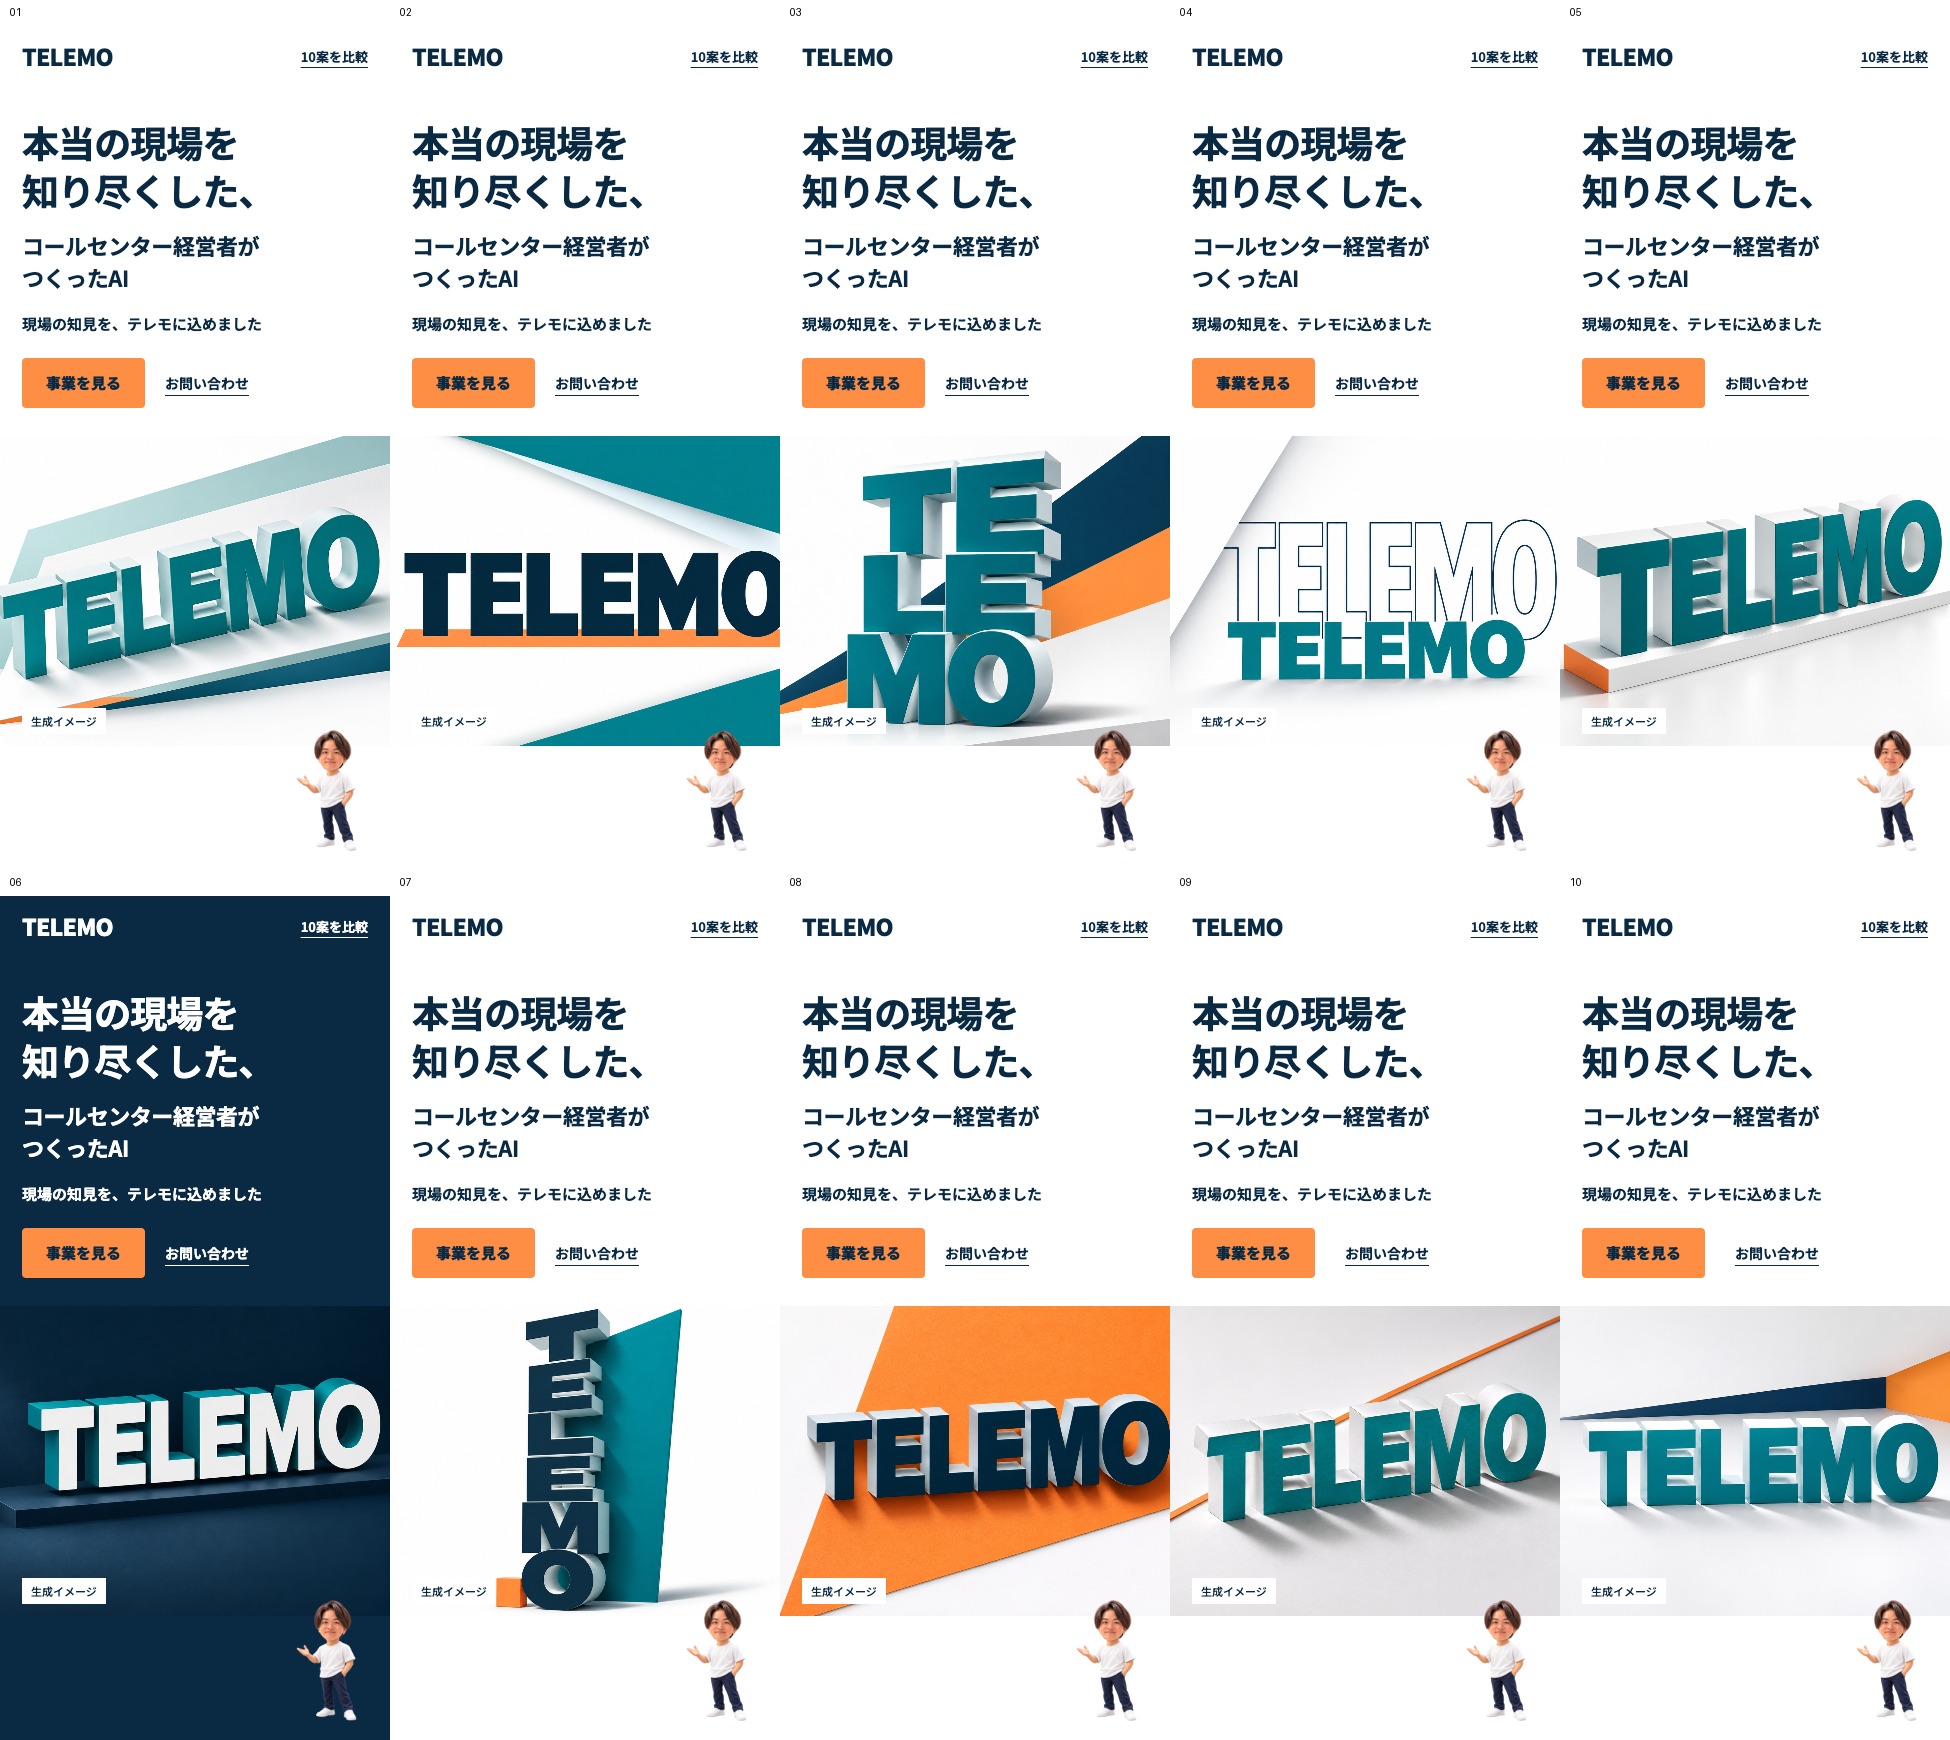 01
TELEMO
10案を比較
本当の現場を
知り尽くした、
コールセンター経営者が
つくったAI
現場の知見を、テレモに込めました
事業を見る
お問い合わせ
TELEMO
生成イメージ
02
TELEMO
10案を比較
本当の現場を
知り尽くした、
コールセンター経営者が
つくったAI
現場の知見を、テレモに込めました
事業を見る
お問い合わせ
TELEMO
生成イメージ
03
TELEMO
10案を比較
本当の現場を
知り尽くした、
コールセンター経営者が
つくったAI
現場の知見を、テレモに込めました
事業を見る
お問い合わせ
TE
LE
MO
生成イメージ
04
TELEMO
10案を比較
本当の現場を
知り尽くした、
コールセンター経営者が
つくったAI
現場の知見を、テレモに込めました
事業を見る
お問い合わせ
TELEMO
TELEMO
生成イメージ
05
TELEMO
10案を比較
本当の現場を
知り尽くした、
コールセンター経営者が
つくったAI
現場の知見を、テレモに込めました
事業を見る
お問い合わせ
TELEMO
生成イメージ
06
TELEMO
10案を比較
本当の現場を
知り尽くした、
コールセンター経営者が
つくったAI
現場の知見を、テレモに込めました
事業を見る
お問い合わせ
TELEMO
生成イメージ
07
TELEMO
10案を比較
本当の現場を
知り尽くした、
コールセンター経営者が
つくったAI
現場の知見を、テレモに込めました
事業を見る
お問い合わせ
T
E
L
E
M
O
生成イメージ
08
TELEMO
10案を比較
本当の現場を
知り尽くした、
コールセンター経営者が
つくったAI
現場の知見を、テレモに込めました
事業を見る
お問い合わせ
TELEMO
生成イメージ
09
TELEMO
10案を比較
本当の現場を
知り尽くした、
コールセンター経営者が
つくったAI
現場の知見を、テレモに込めました
事業を見る
お問い合わせ
TELEMO
生成イメージ
10
TELEMO
10案を比較
本当の現場を
知り尽くした、
コールセンター経営者が
つくったAI
現場の知見を、テレモに込めました
事業を見る
お問い合わせ
TELEMO
生成イメージ